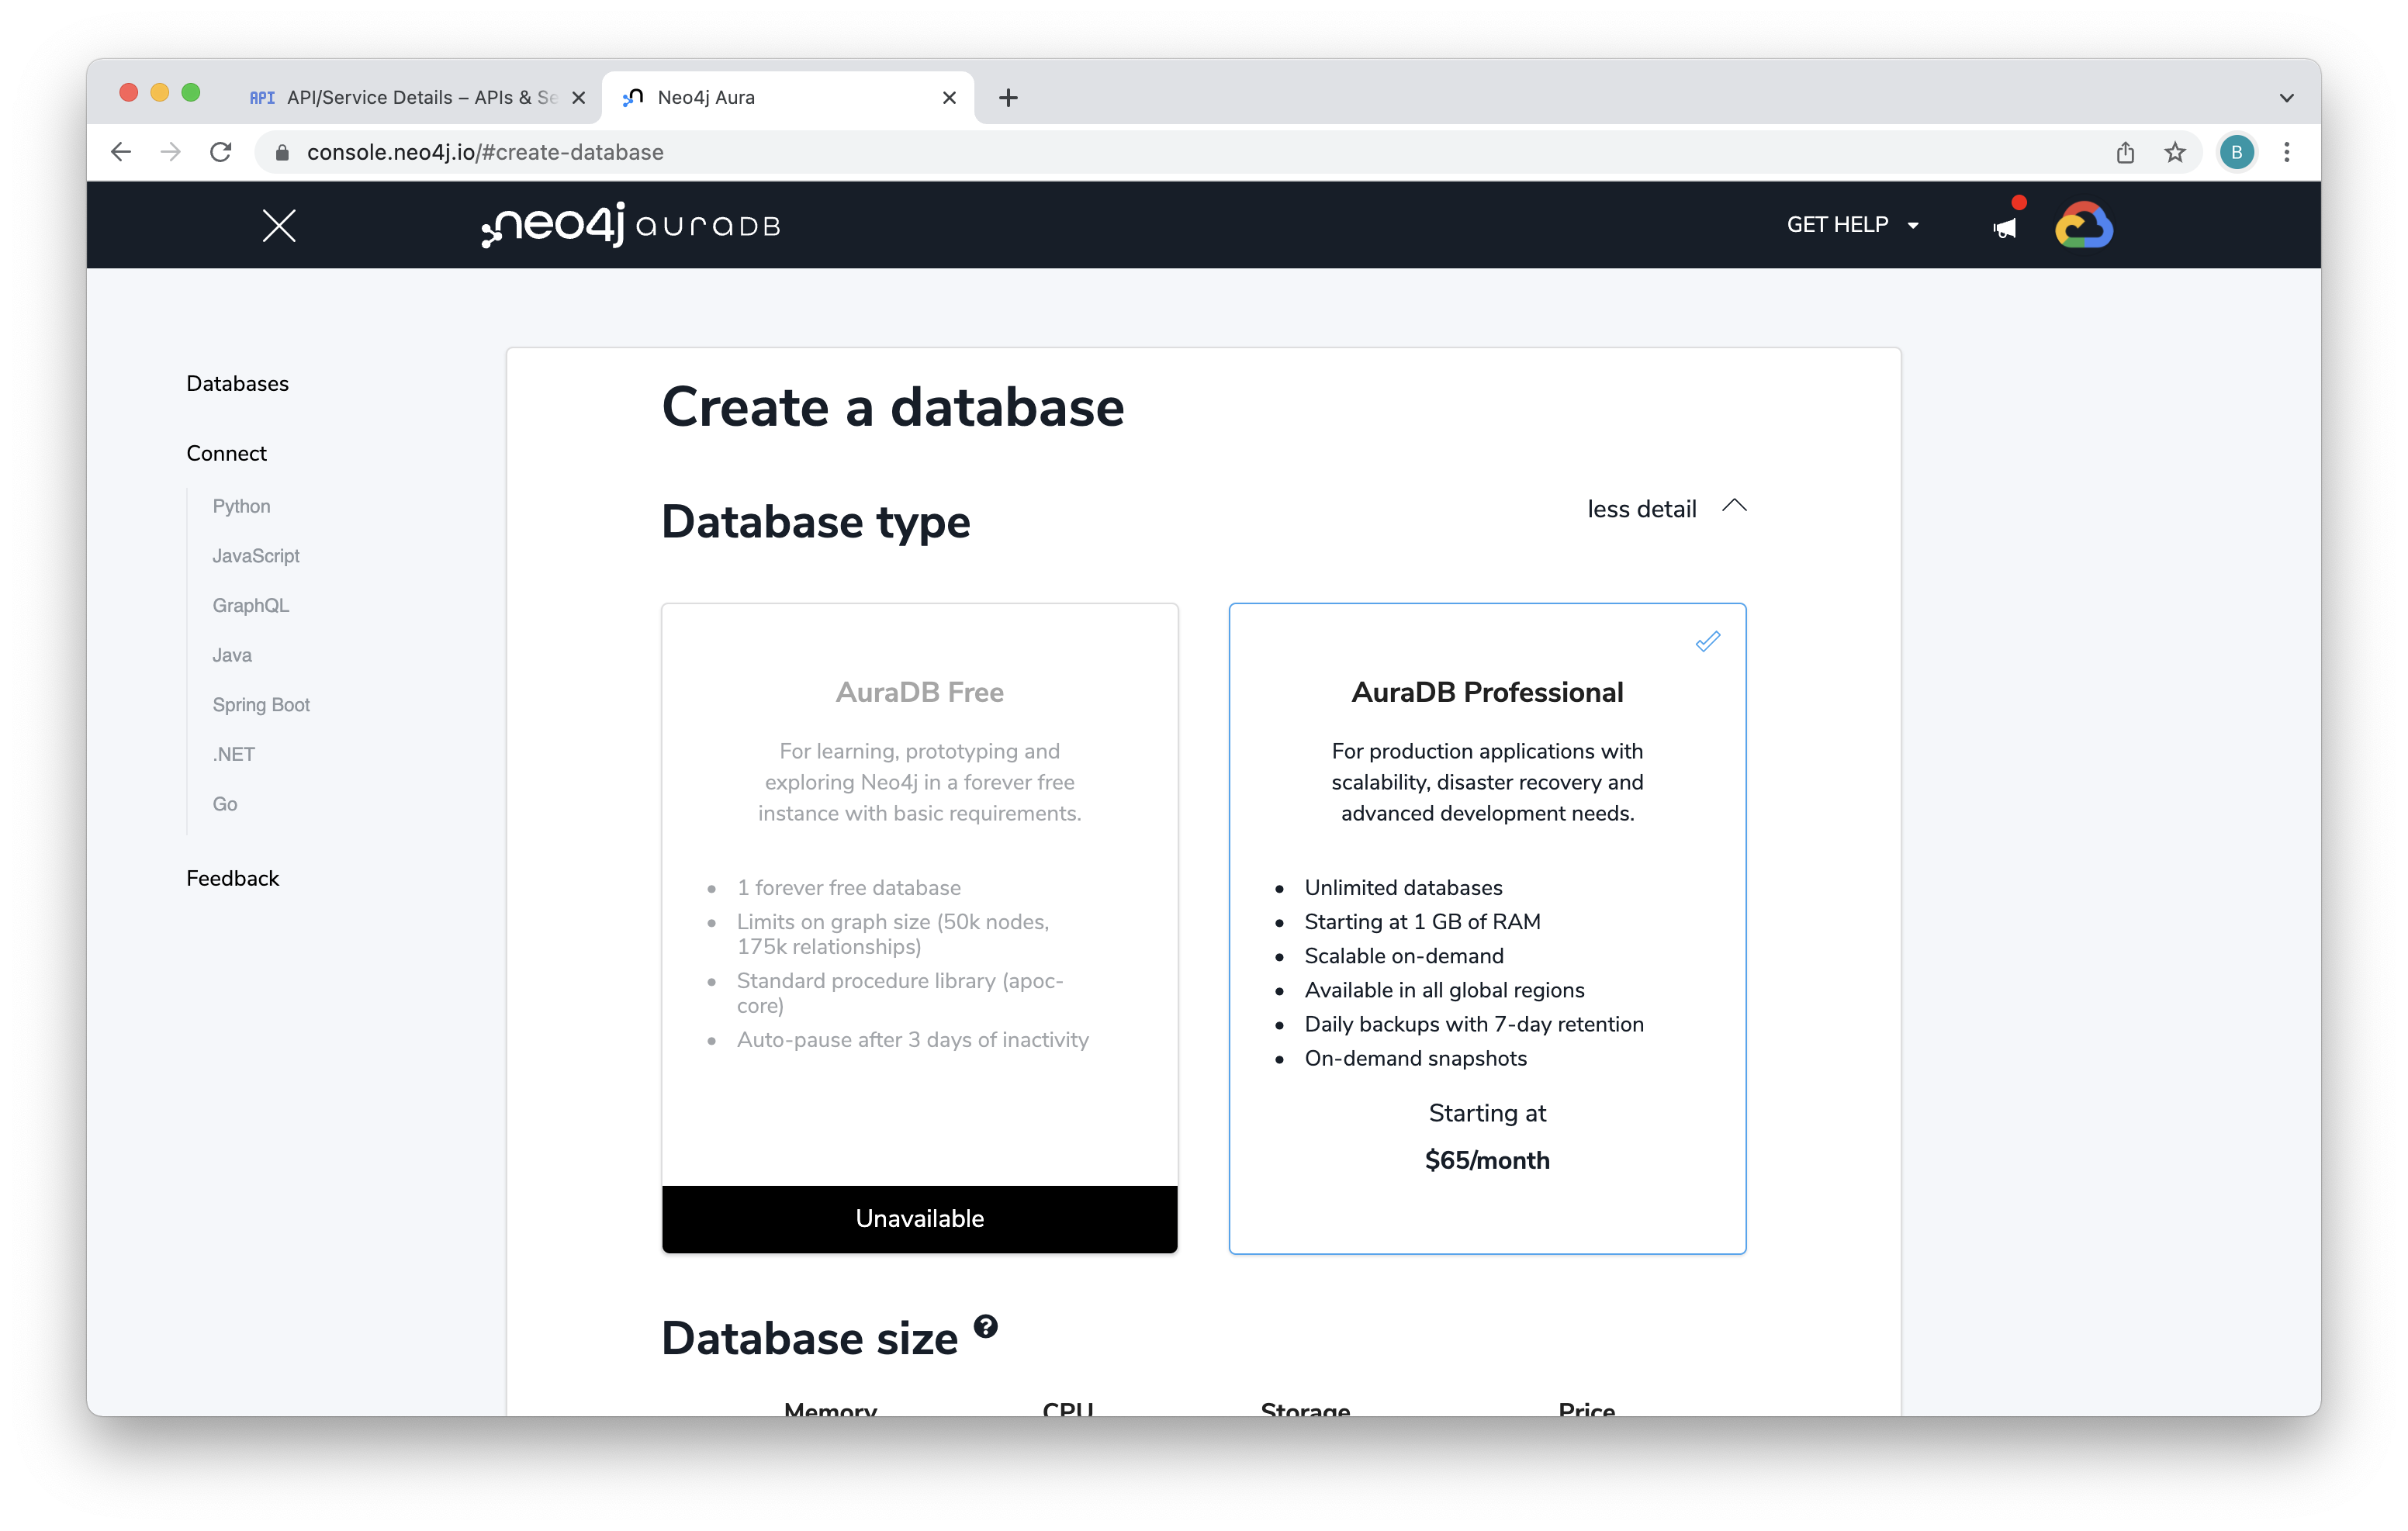 API API/Service Details – APIs & Se
Neo4j Aura
console.neo4j.io/#create-database
B
neo4j auraDB
GET HELP
Databases
Connect
Python
JavaScript
GraphQL
Java
Spring Boot
.NET
Go
Feedback
Create a database
Database type
less detail
AuraDB Free
For learning, prototyping and
exploring Neo4j in a forever free
instance with basic requirements.
• 1 forever free database
• Limits on graph size (50k nodes,
175k relationships)
• Standard procedure library (apoc-
core)
• Auto-pause after 3 days of inactivity
Unavailable
AuraDB Professional
For production applications with
scalability, disaster recovery and
advanced development needs.
• Unlimited databases
• Starting at 1 GB of RAM
• Scalable on-demand
• Available in all global regions
• Daily backups with 7-day retention
• On-demand snapshots
Starting at
$65/month
Database size ?
Memory CPU Storage Price